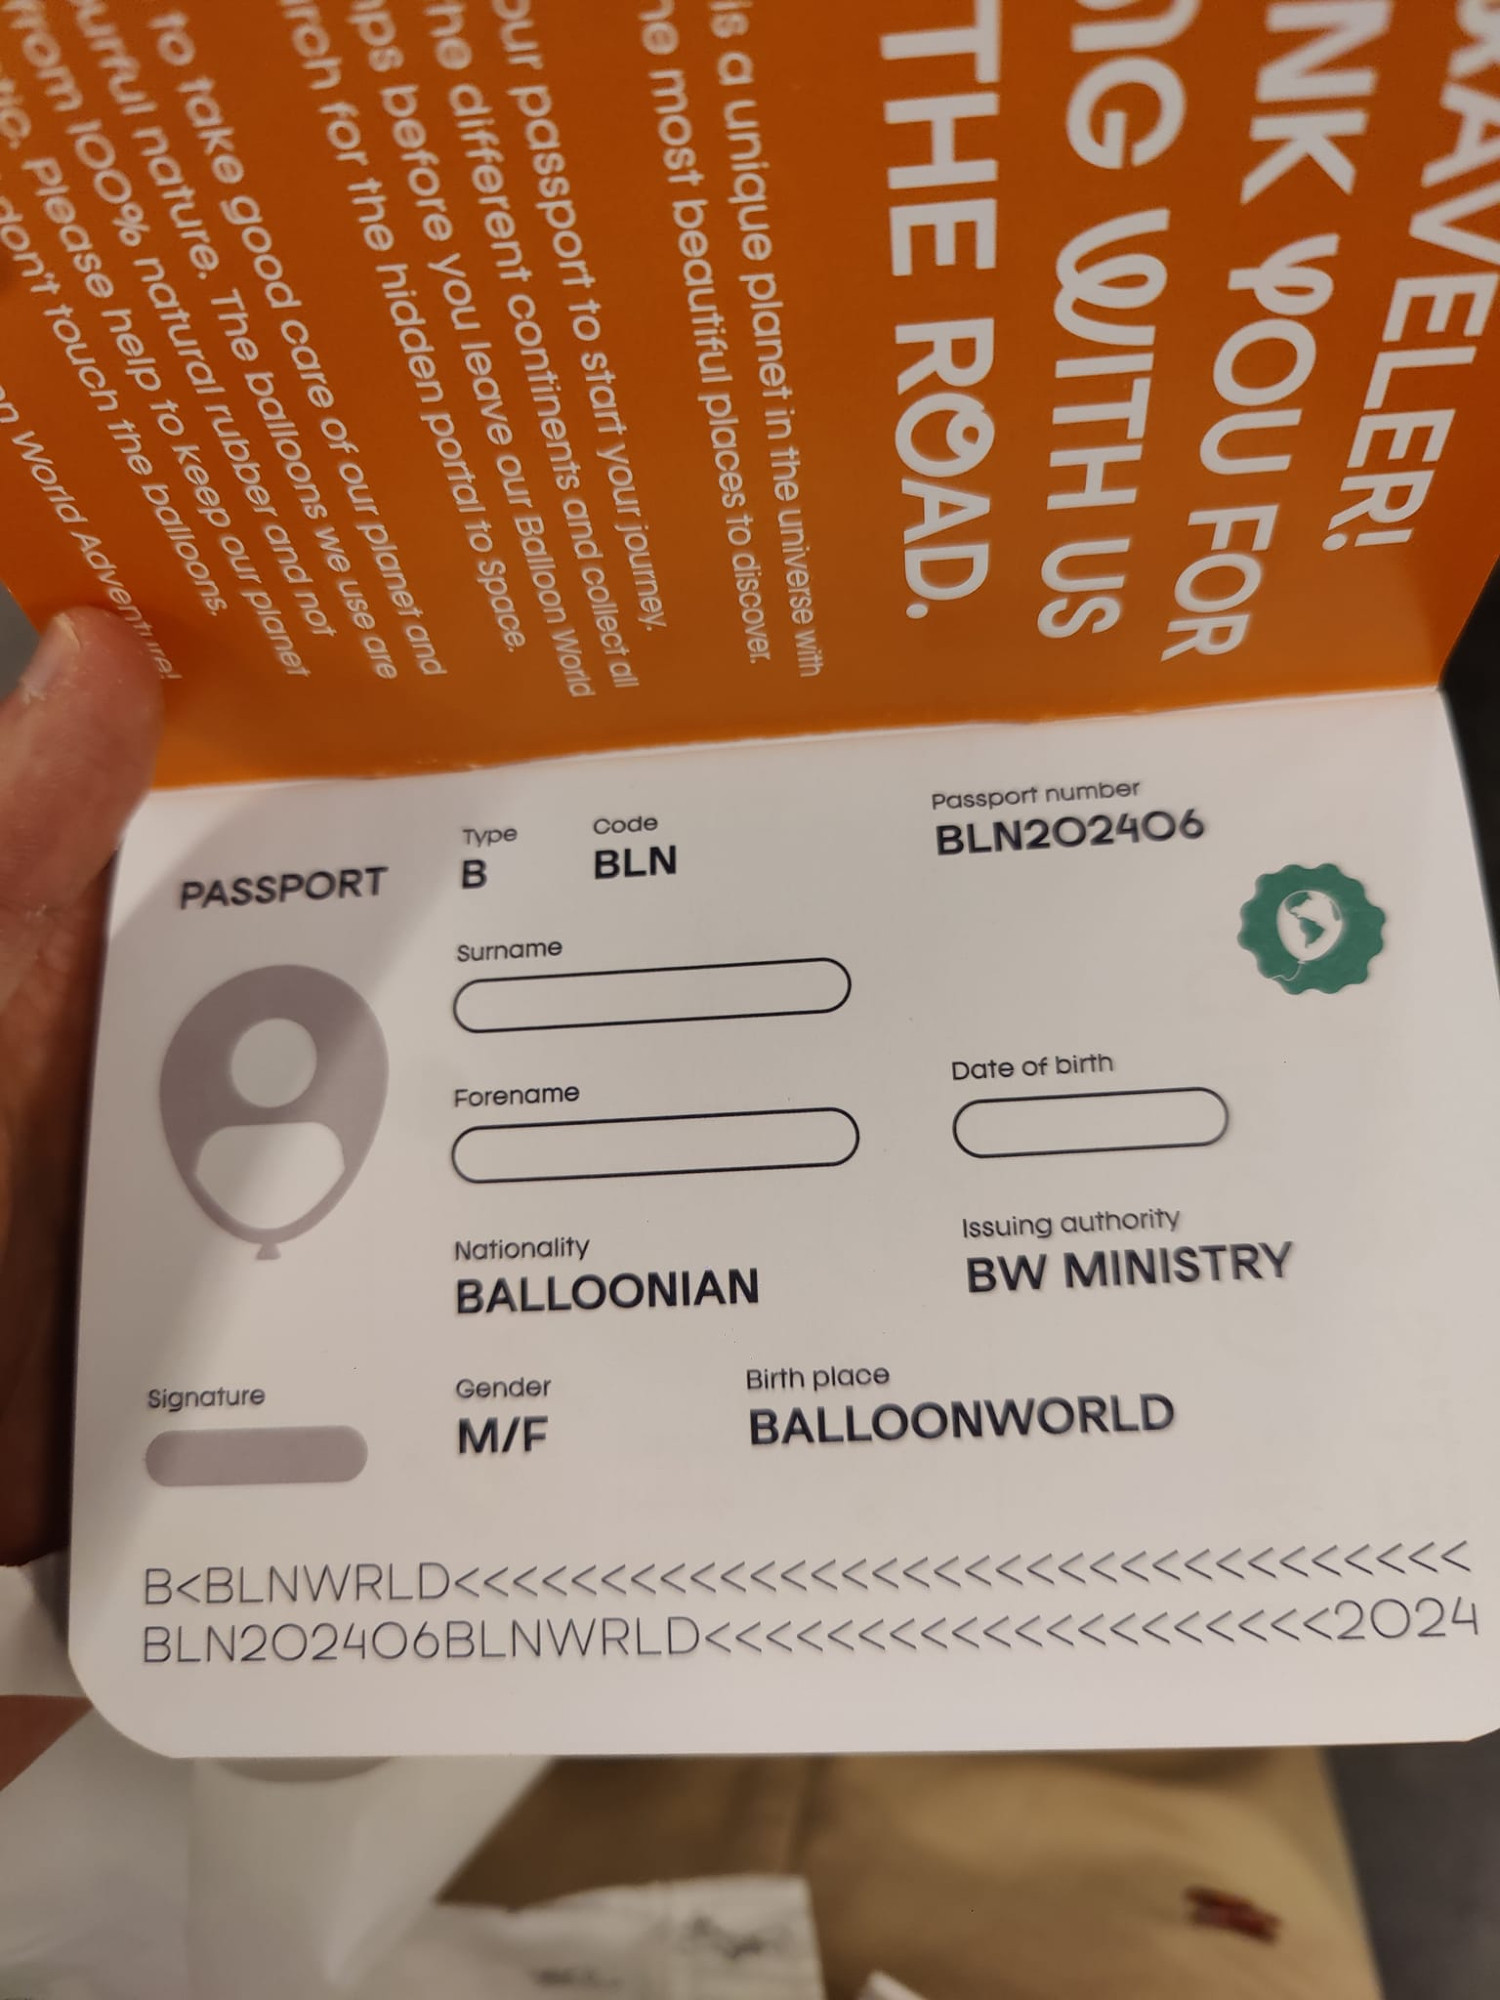 RAVELER!
NK YOU FOR
ING WITH US
THE ROAD.
is a unique planet in the universe with
he most beautiful places to discover.
our passport to start your journey.
he different continents and collect all
mps before you leave our Balloon World
rch for the hidden portal to Space.
to take good care of our planet and
urful nature. The balloons we use are
from 100% natural rubber and not
tic. Please help to keep our planet
don't touch the balloons.
on World Adventure!
PASSPORT
Type
B
Code
BLN
Passport number
BLN202406
Surname
Forename
Date of birth
Nationality
BALLOONIAN
Issuing authority
BW MINISTRY
Signature
Gender
M/F
Birth place
BALLOONWORLD
B<BLNWRLD<<<<<<<<<<<<<<<<<<<<<<<<<<<<<<<<<<
BLN202406BLNWRLD<<<<<<<<<<<<<<<<<<<<<2024